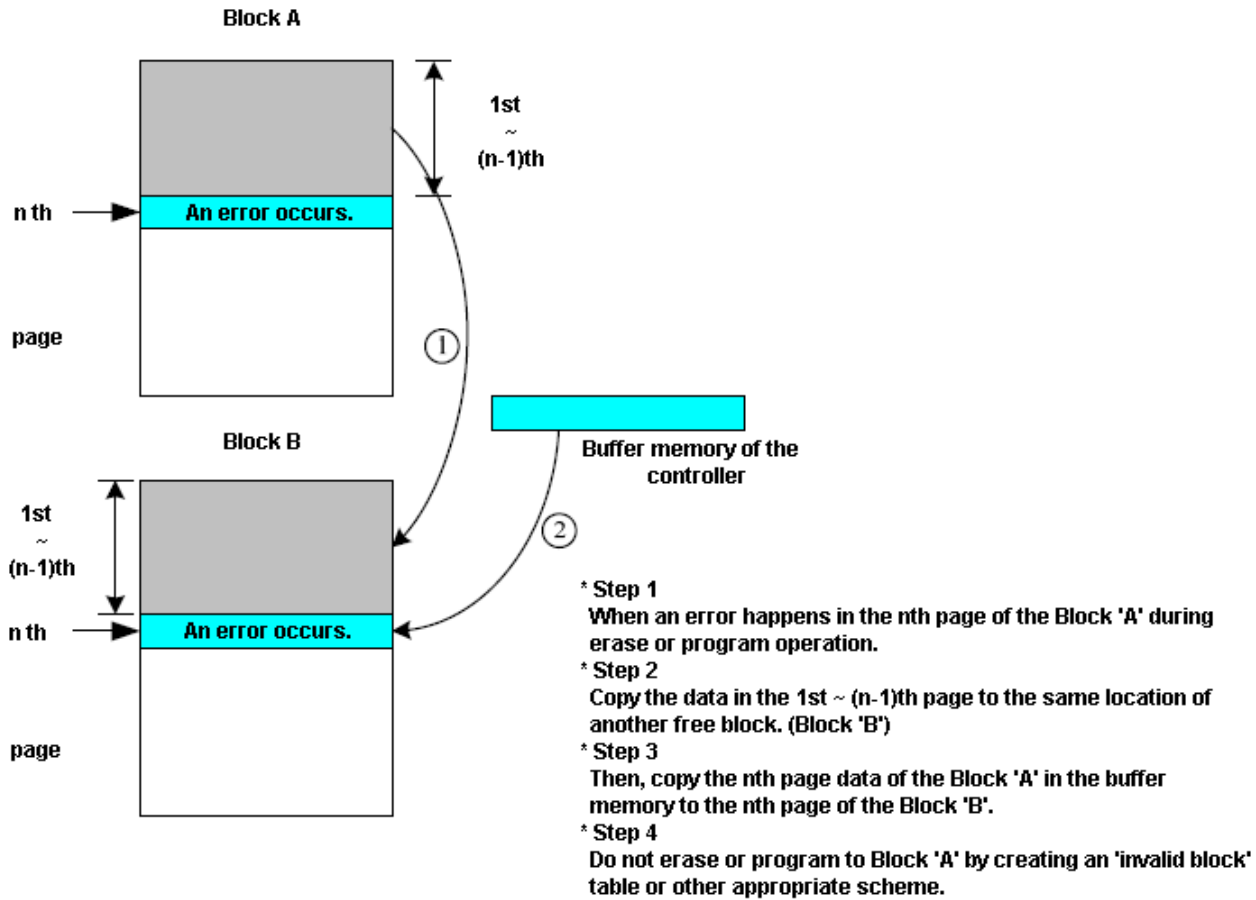 Block A
1st
~
(n-1)th
n th
An error occurs.
page
1
Block B
Buffer memory of the
controller
1st
~
(n-1)th
2
n th
An error occurs.
page
* Step 1
When an error happens in the nth page of the Block 'A' during
erase or program operation.
* Step 2
Copy the data in the 1st ~ (n-1)th page to the same location of
another free block. (Block 'B')
* Step 3
Then, copy the nth page data of the Block 'A' in the buffer
memory to the nth page of the Block 'B'.
* Step 4
Do not erase or program to Block 'A' by creating an 'invalid block'
table or other appropriate scheme.